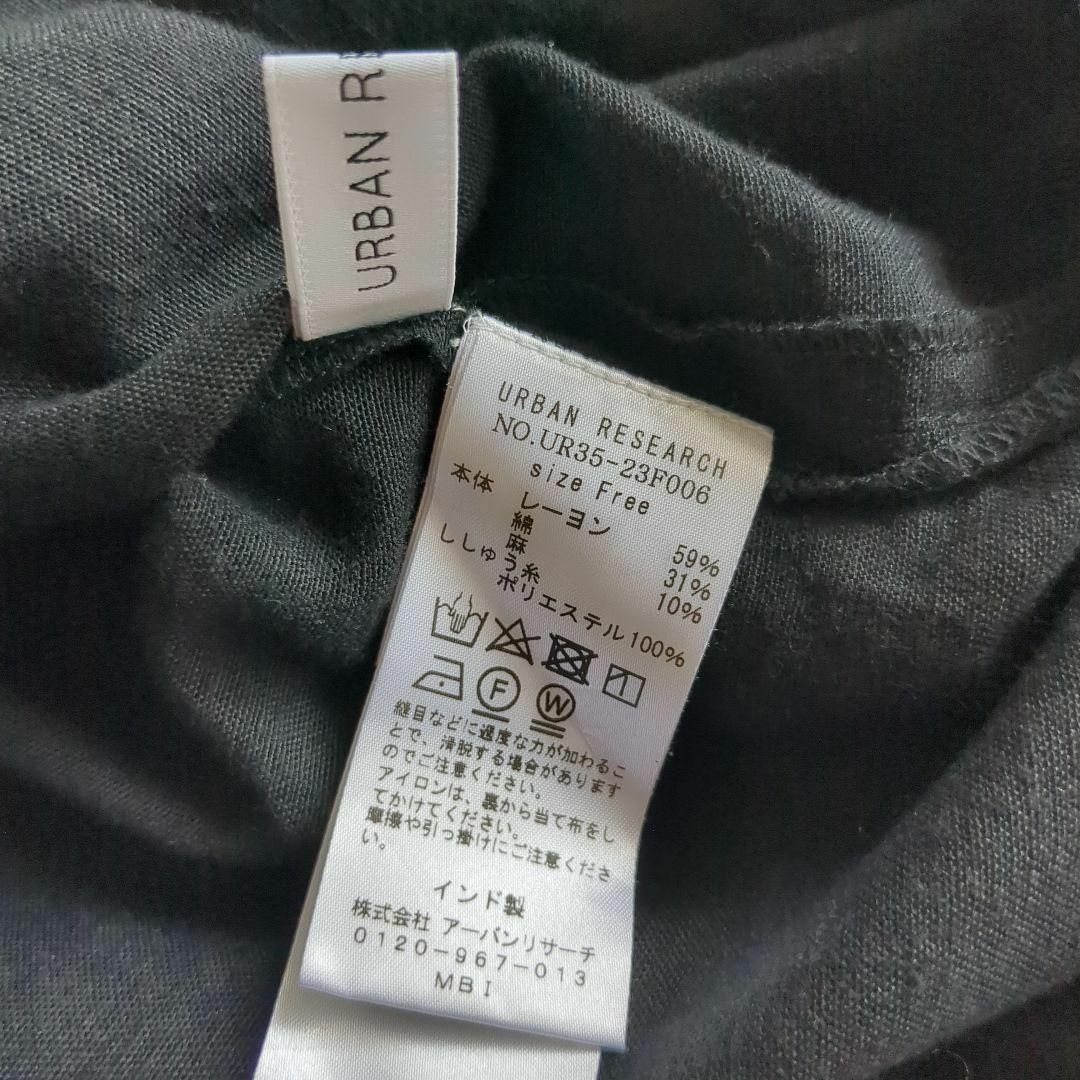 URBAN RE
URBAN RESEARCH
NO.UR35-23F006
size Free
本体 レーヨン 59%
綿 31%
麻 10%
ししゅう糸
ポリエステル100%
F W
縫目などに過度な力が加わるこ
とで、滑脱する場合があります
のでご注意ください。
アイロンは、裏から当て布をし
てかけてください。
摩擦や引っ掛けにご注意くださ
い。
インド製
株式会社 アーバンリサーチ
0120-967-013
MBI